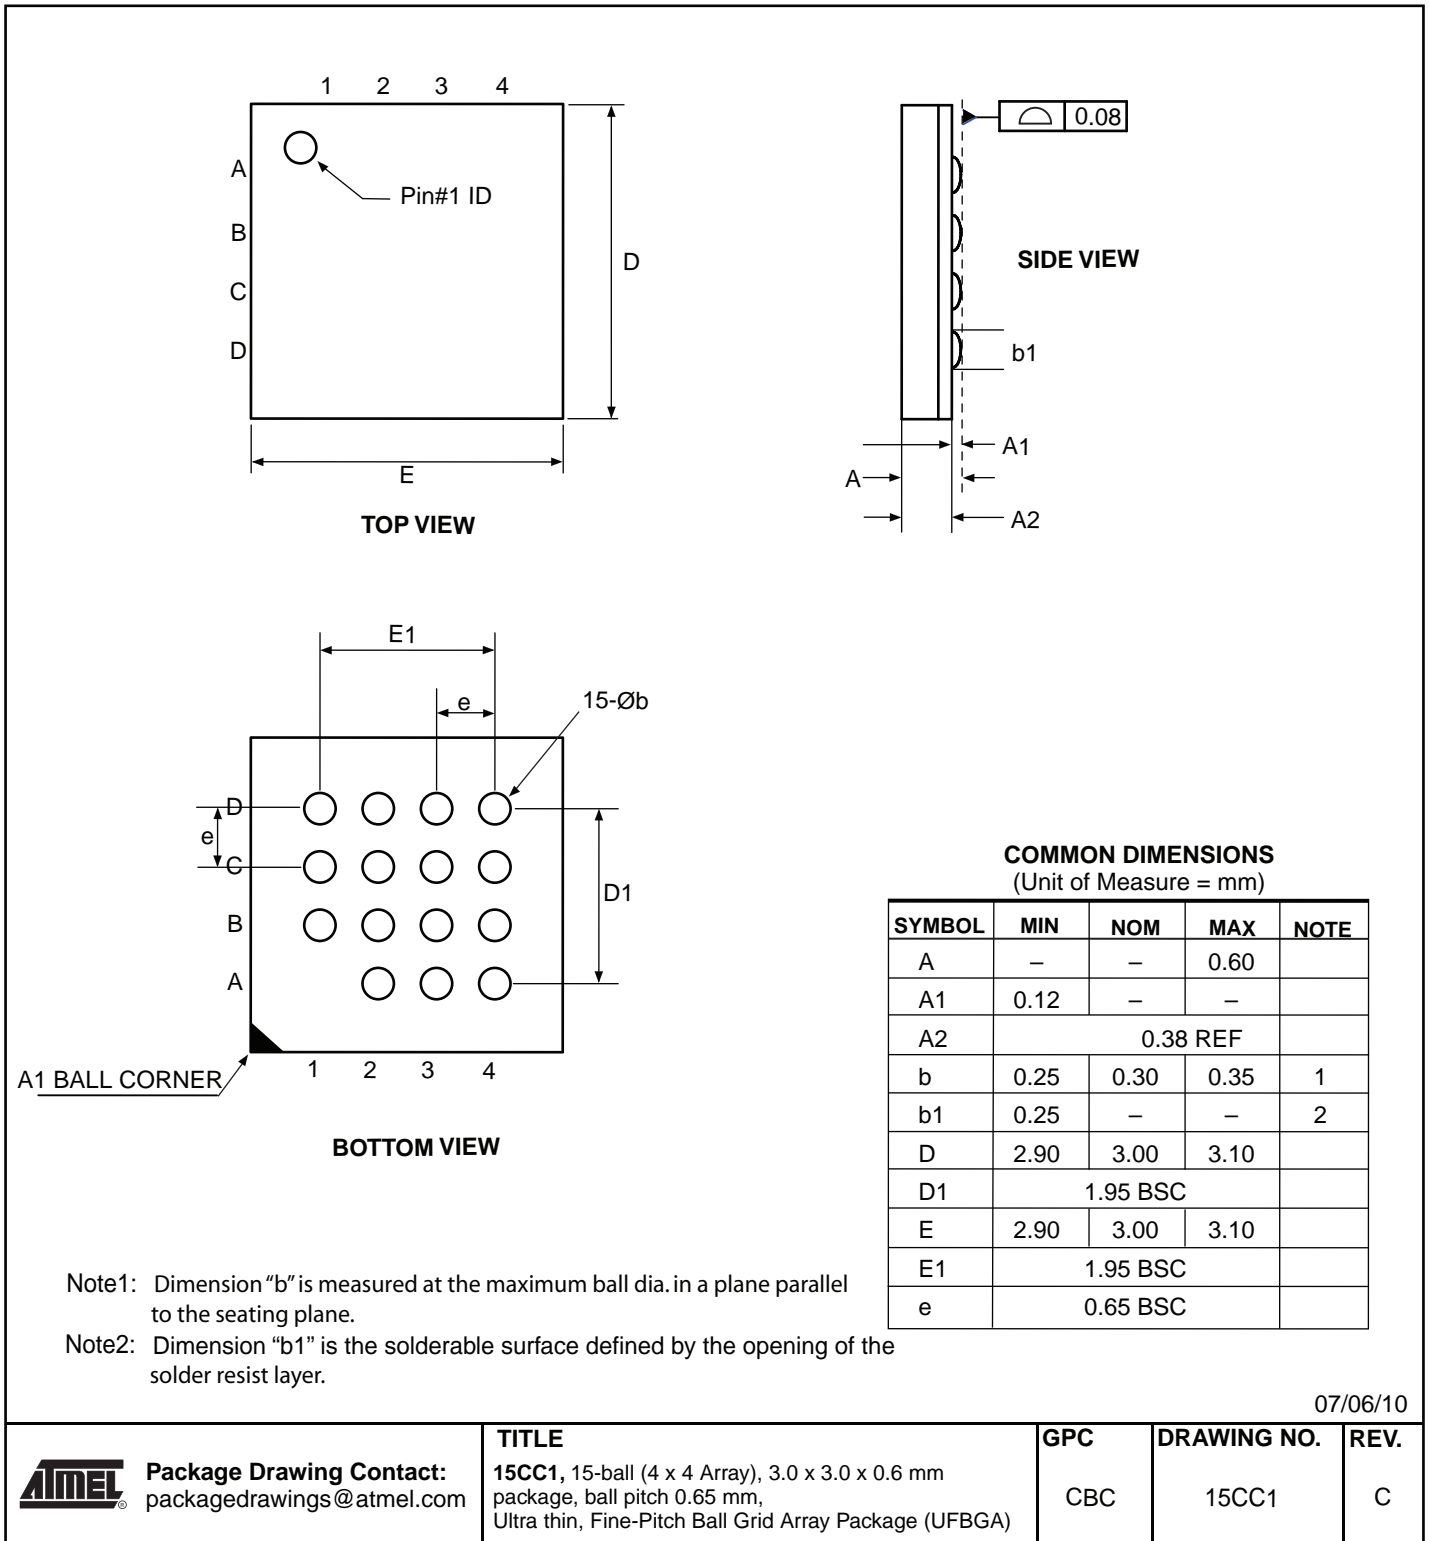 1 2 3 4
A
Pin#1 ID
B
C
D
D
E
TOP VIEW
0.08
SIDE VIEW
b1
A1
A
A2
E1
e
15-Øb
D
e
C
B
A
D1
A1 BALL CORNER
1 2 3 4
BOTTOM VIEW
COMMON DIMENSIONS
(Unit of Measure = mm)
SYMBOL MIN NOM MAX NOTE
A – – 0.60
A1 0.12 – –
A2 0.38 REF
b 0.25 0.30 0.35 1
b1 0.25 – – 2
D 2.90 3.00 3.10
D1 1.95 BSC
E 2.90 3.00 3.10
E1 1.95 BSC
e 0.65 BSC
Note1: Dimension “b” is measured at the maximum ball dia. in a plane parallel
to the seating plane.
Note2: Dimension “b1” is the solderable surface defined by the opening of the
solder resist layer.
07/06/10
ATMEL ®
Package Drawing Contact:
packagedrawings@atmel.com
TITLE
15CC1, 15-ball (4 x 4 Array), 3.0 x 3.0 x 0.6 mm
package, ball pitch 0.65 mm,
Ultra thin, Fine-Pitch Ball Grid Array Package (UFBGA)
GPC
CBC
DRAWING NO.
15CC1
REV.
C